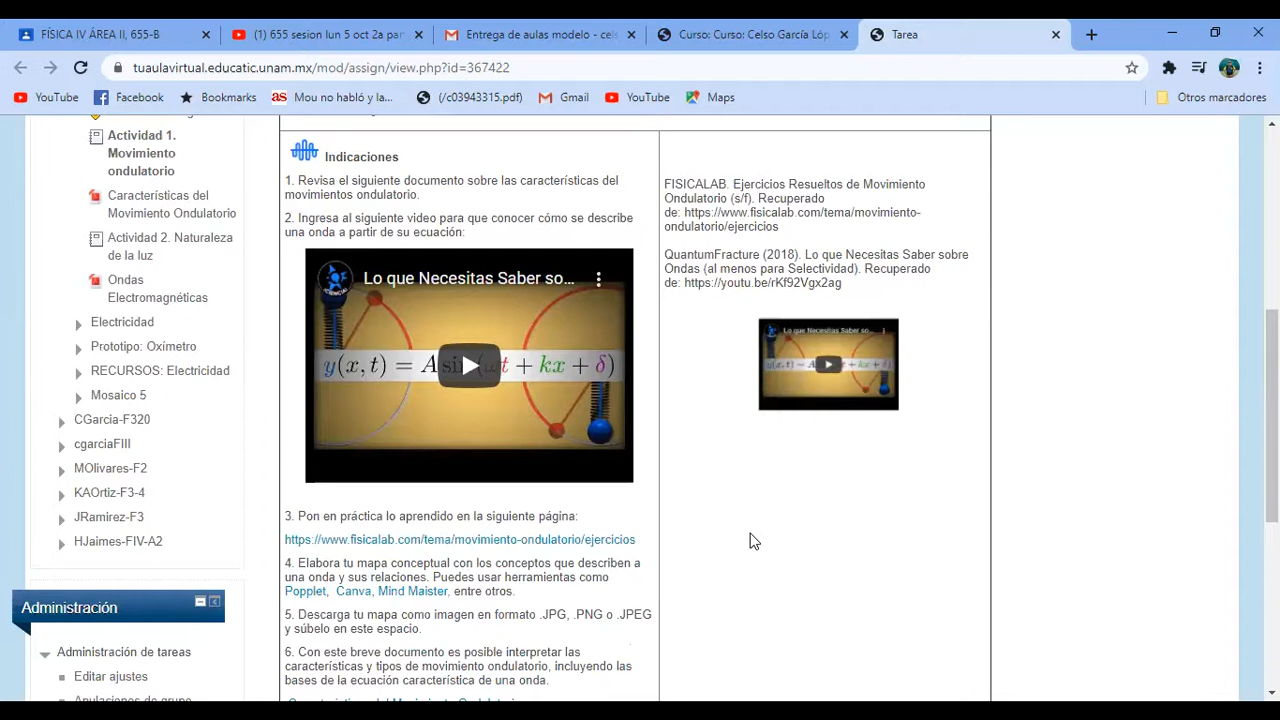 FÍSICA IV ÁREA II, 655-B
(1) 655 sesion lun 5 oct 2a par
Entrega de aulas modelo - cels
Curso: Curso: Celso García Lóp
Tarea
tuaulavirtual.educatic.unam.mx/mod/assign/view.php?id=367422
YouTube
Facebook
Bookmarks
Mou no habló y la...
(/c03943315.pdf)
Gmail
YouTube
Maps
Otros marcadores
Actividad 1.
Movimiento
ondulatorio
Características del
Movimiento Ondulatorio
Actividad 2. Naturaleza
de la luz
Ondas
Electromagnéticas
Electricidad
Prototipo: Oxímetro
RECURSOS: Electricidad
Mosaico 5
CGarcia-F320
cgarciaFIII
MOlivares-F2
KAOrtiz-F3-4
JRamirez-F3
HJaimes-FIV-A2
Administración
Administración de tareas
Editar ajustes
Anulaciones de grupo
Indicaciones
1. Revisa el siguiente documento sobre las características del
movimientos ondulatorio.
2. Ingresa al siguiente video para que conocer cómo se describe
una onda a partir de su ecuación:
Lo que Necesitas Saber so...
y(x, t) = A sin(ωt + kx + δ)
3. Pon en práctica lo aprendido en la siguiente página:
https://www.fisicalab.com/tema/movimiento-ondulatorio/ejercicios
4. Elabora tu mapa conceptual con los conceptos que describen a
una onda y sus relaciones. Puedes usar herramientas como
Popplet, Canva, Mind Maister, entre otros.
5. Descarga tu mapa como imagen en formato .JPG, .PNG o .JPEG
y súbelo en este espacio.
6. Con este breve documento es posible interpretar las
características y tipos de movimiento ondulatorio, incluyendo las
bases de la ecuación característica de una onda.
FISICALAB. Ejercicios Resueltos de Movimiento
Ondulatorio (s/f). Recuperado
de: https://www.fisicalab.com/tema/movimiento-
ondulatorio/ejercicios
QuantumFracture (2018). Lo que Necesitas Saber sobre
Ondas (al menos para Selectividad). Recuperado
de: https://youtu.be/rKf92Vgx2ag
Lo que Necesitas Saber so...